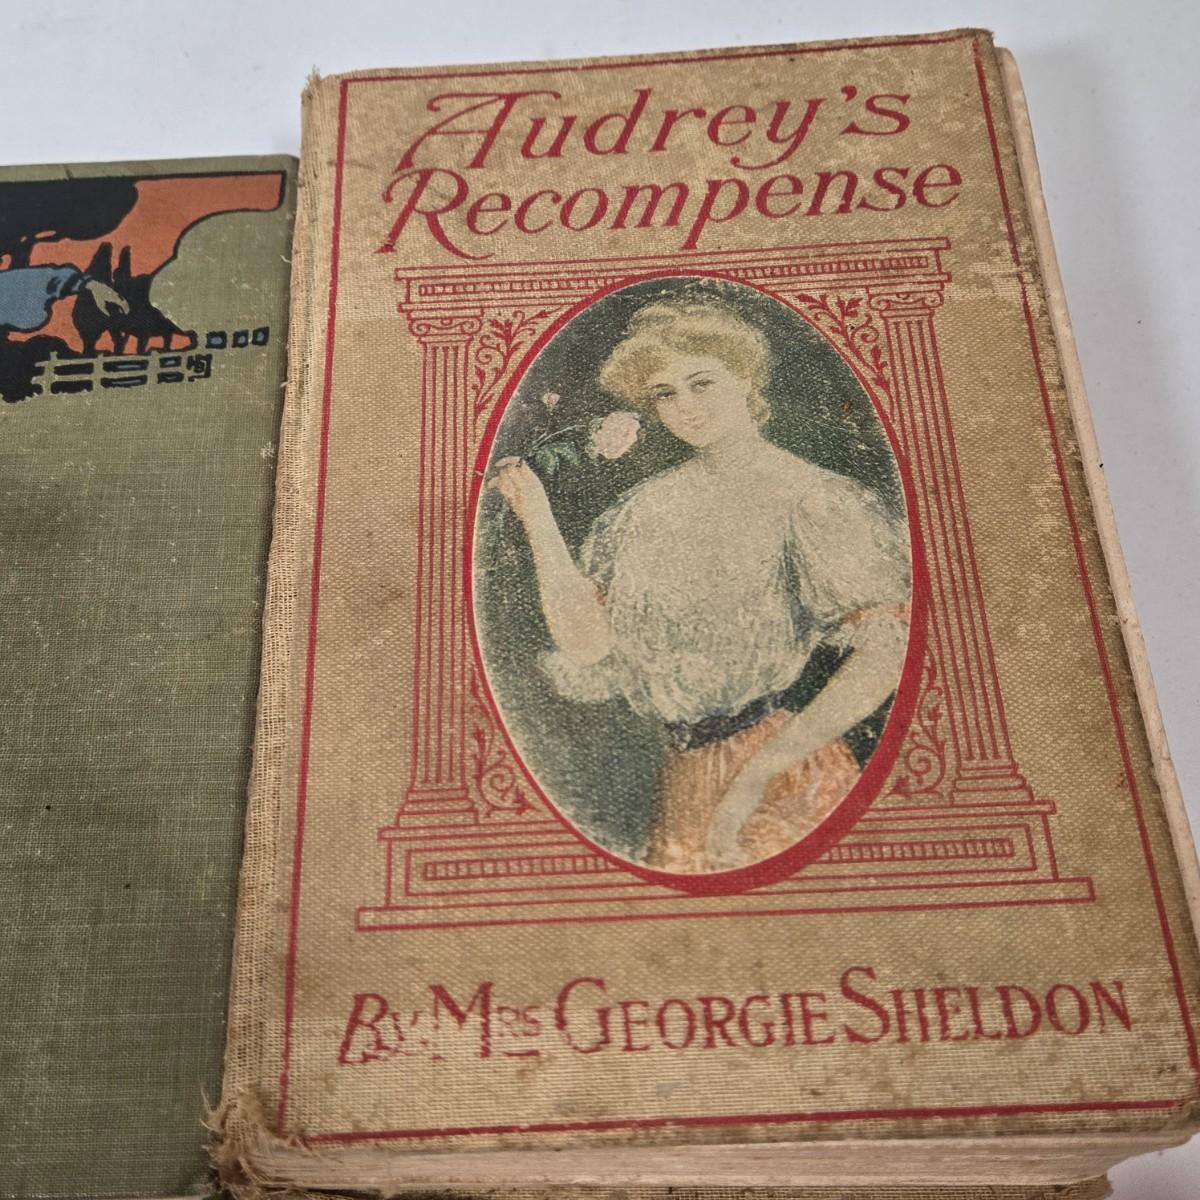 Audrey's
Recompense
By Mrs Georgie Sheldon